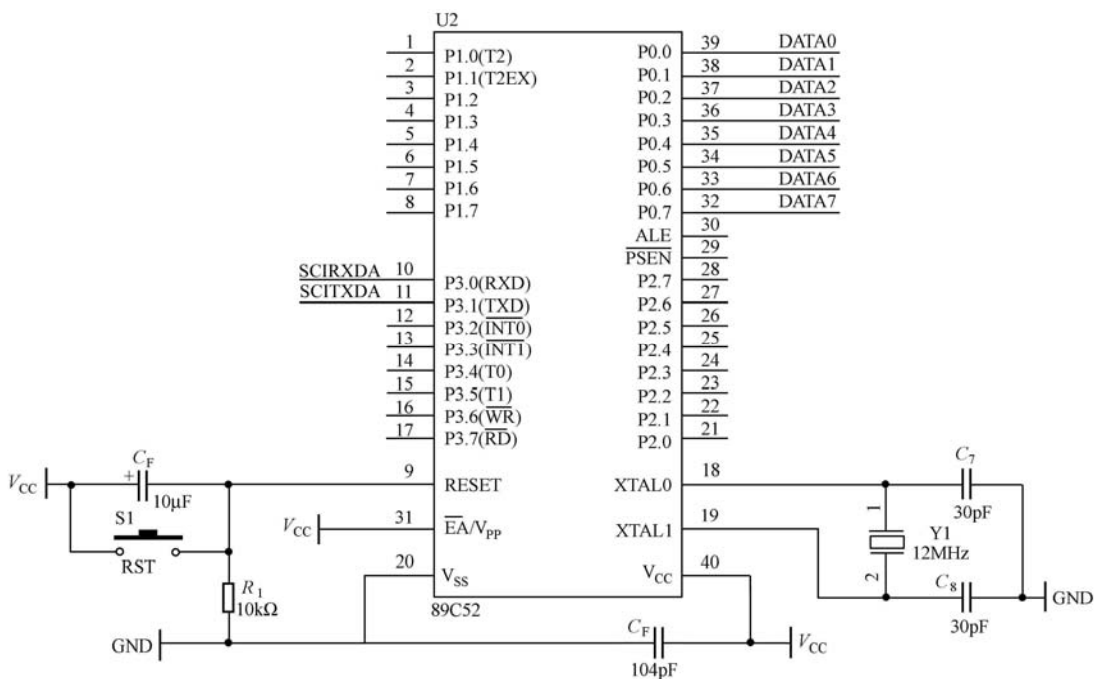 U2
1 P1.0(T2)
2 P1.1(T2EX)
3 P1.2
4 P1.3
5 P1.4
6 P1.5
7 P1.6
8 P1.7
SCIRXDA 10 P3.0(RXD)
SCITXDA 11 P3.1(TXD)
12 P3.2(INT0)
13 P3.3(INT1)
14 P3.4(T0)
15 P3.5(T1)
16 P3.6(WR)
17 P3.7(RD)
9 RESET
31 EA/VPP
20 VSS
89C52
P0.0 39 DATA0
P0.1 38 DATA1
P0.2 37 DATA2
P0.3 36 DATA3
P0.4 35 DATA4
P0.5 34 DATA5
P0.6 33 DATA6
P0.7 32 DATA7
ALE 30
PSEN 29
P2.7 28
P2.6 27
P2.5 26
P2.4 25
P2.3 24
P2.2 23
P2.1 22
P2.0 21
XTAL0 18
XTAL1 19
VCC 40
VCC
CF
+
10μF
S1
RST
VCC
R1
10kΩ
GND
CF
104pF
VCC
C7
30pF
1
Y1
12MHz
2
C8
30pF
GND